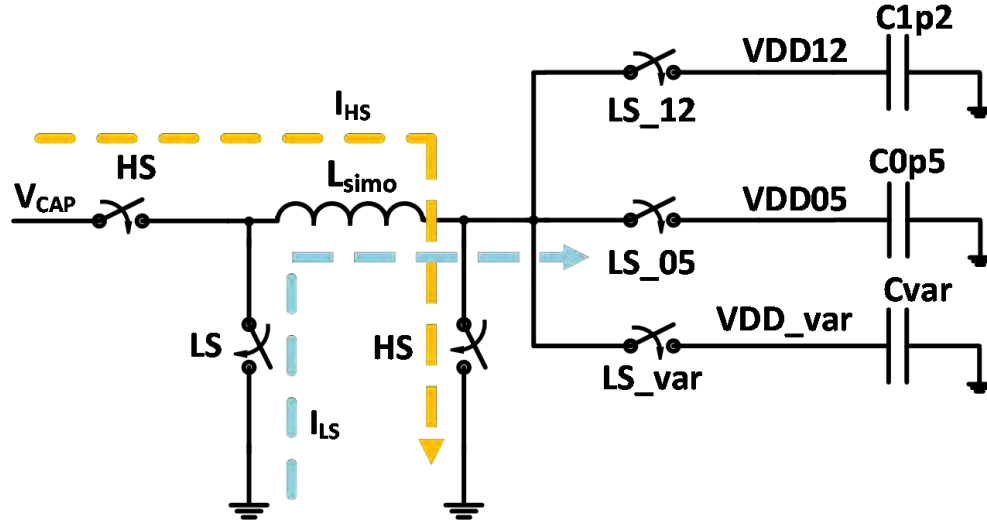 C1p2
VDD12
LS_12
I_HS
HS
L_simo
V_CAP
C0p5
VDD05
LS_05
Cvar
VDD_var
LS_var
LS
HS
I_LS